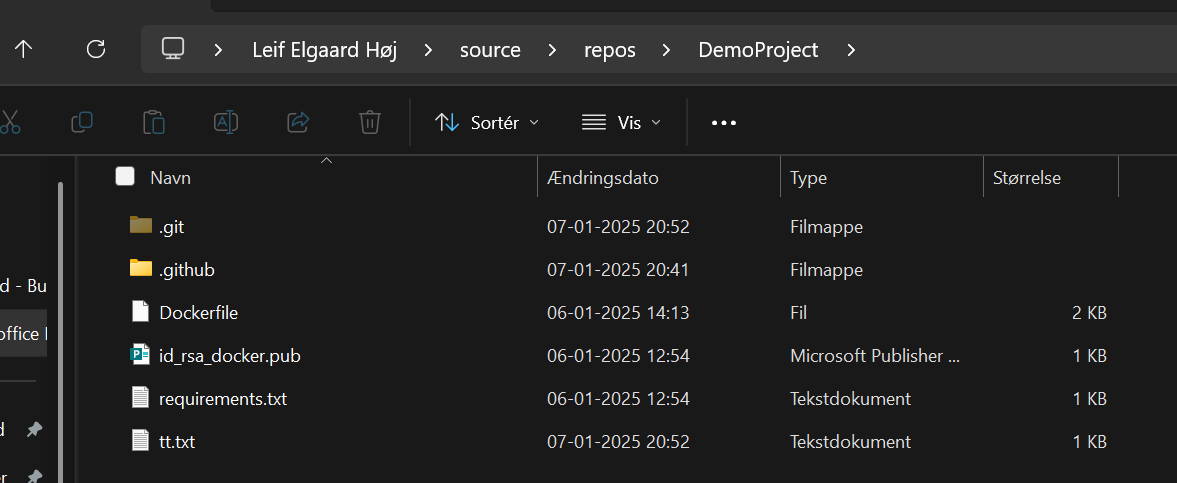 Leif Elgaard Høj > source > repos > DemoProject >
Sortér Vis
Navn Ændringsdato Type Størrelse
.git 07-01-2025 20:52 Filmappe
.github 07-01-2025 20:41 Filmappe
d - Bu
Dockerfile 06-01-2025 14:13 Fil 2 KB
office
id_rsa_docker.pub 06-01-2025 12:54 Microsoft Publisher ... 1 KB
requirements.txt 06-01-2025 12:54 Tekstdokument 1 KB
d
tt.txt 07-01-2025 20:52 Tekstdokument 1 KB
er